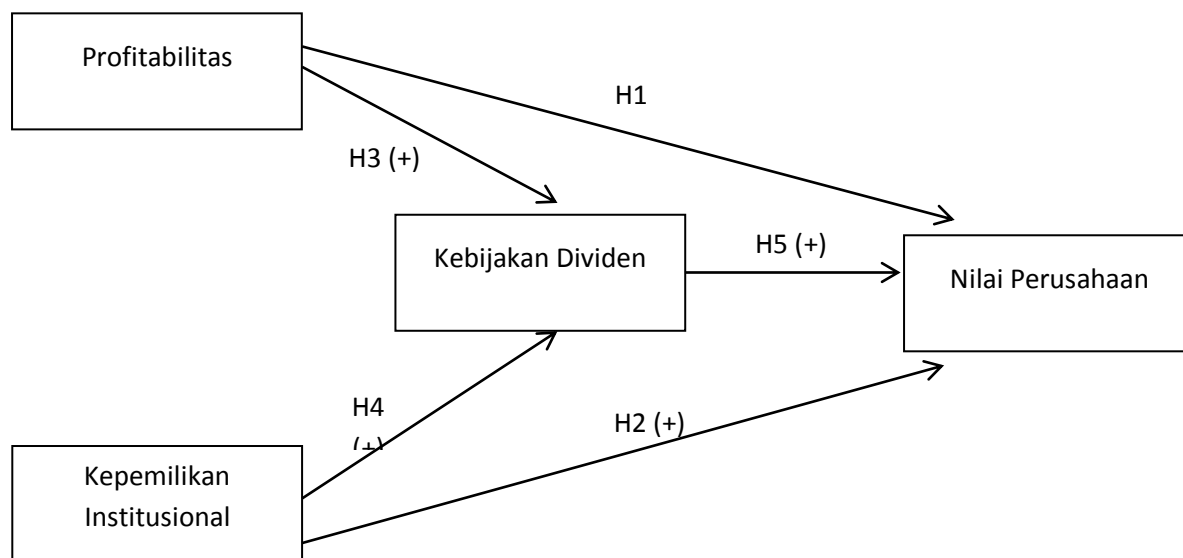 Profitabilitas
H1
H3 (+)
Kebijakan Dividen
H5 (+)
Nilai Perusahaan
H4
(+)
H2 (+)
Kepemilikan
Institusional